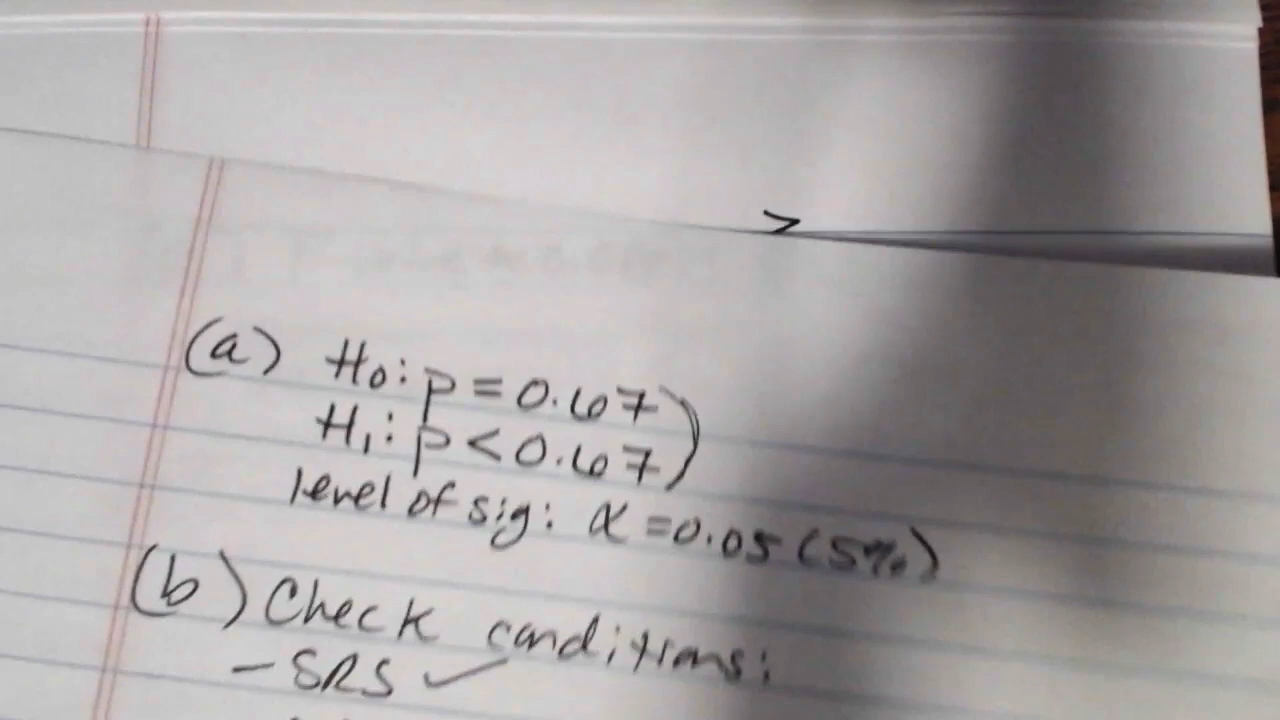 >
(a) H₀: p = 0.67)
H₁: p < 0.67)
level of sig: α = 0.05 (5%)
(b) Check conditions:
- SRS ✓